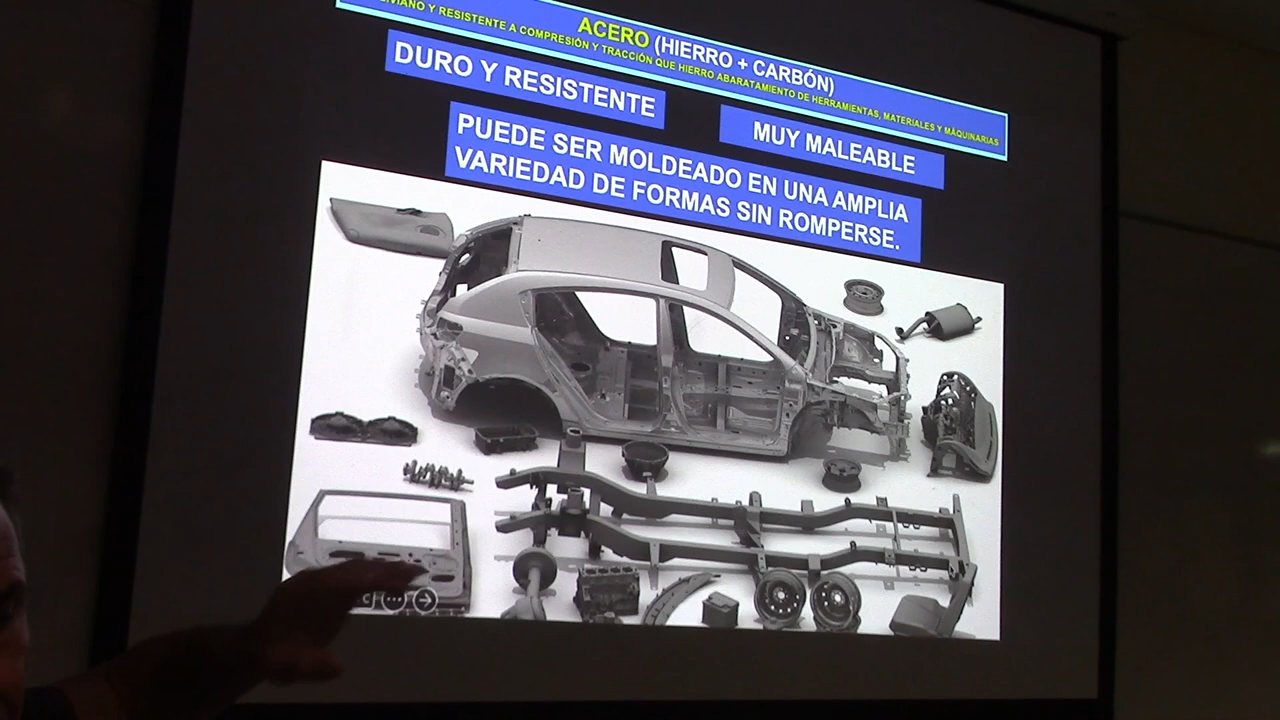 ACERO (HIERRO + CARBÓN)
Y RESISTENTE A COMPRESIÓN Y TRACCIÓN QUE HIERRO ABARATAMIENTO DE HERRAMIENTAS, MATERIALES Y MÁQUINARIAS
DURO Y RESISTENTE
MUY MALEABLE
PUEDE SER MOLDEADO EN UNA AMPLIA
VARIEDAD DE FORMAS SIN ROMPERSE.